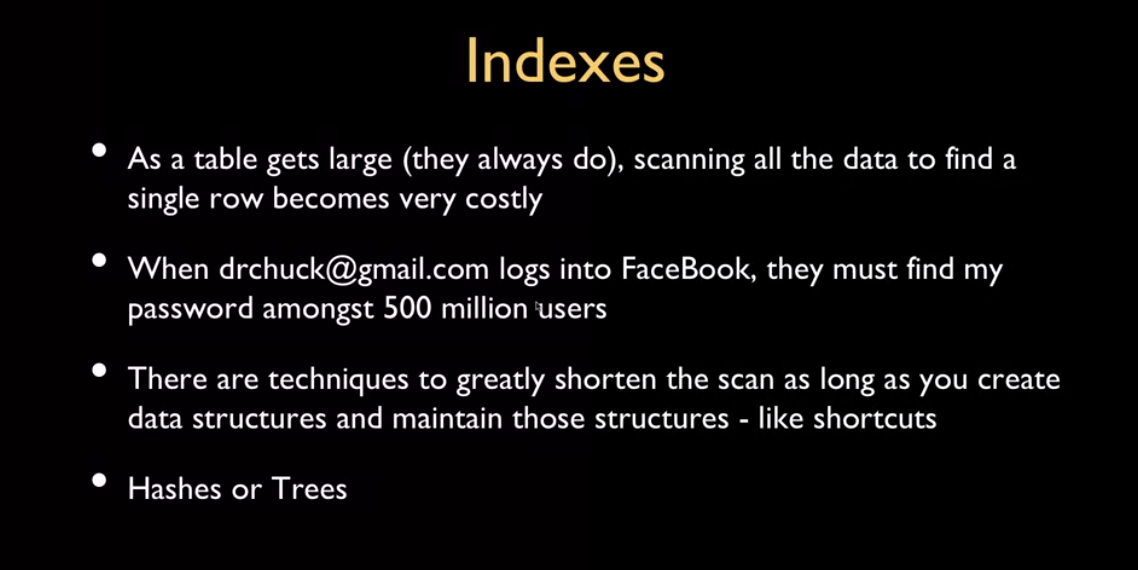 Indexes
• As a table gets large (they always do), scanning all the data to find a
single row becomes very costly
• When drchuck@gmail.com logs into FaceBook, they must find my
password amongst 500 million users
• There are techniques to greatly shorten the scan as long as you create
data structures and maintain those structures - like shortcuts
• Hashes or Trees